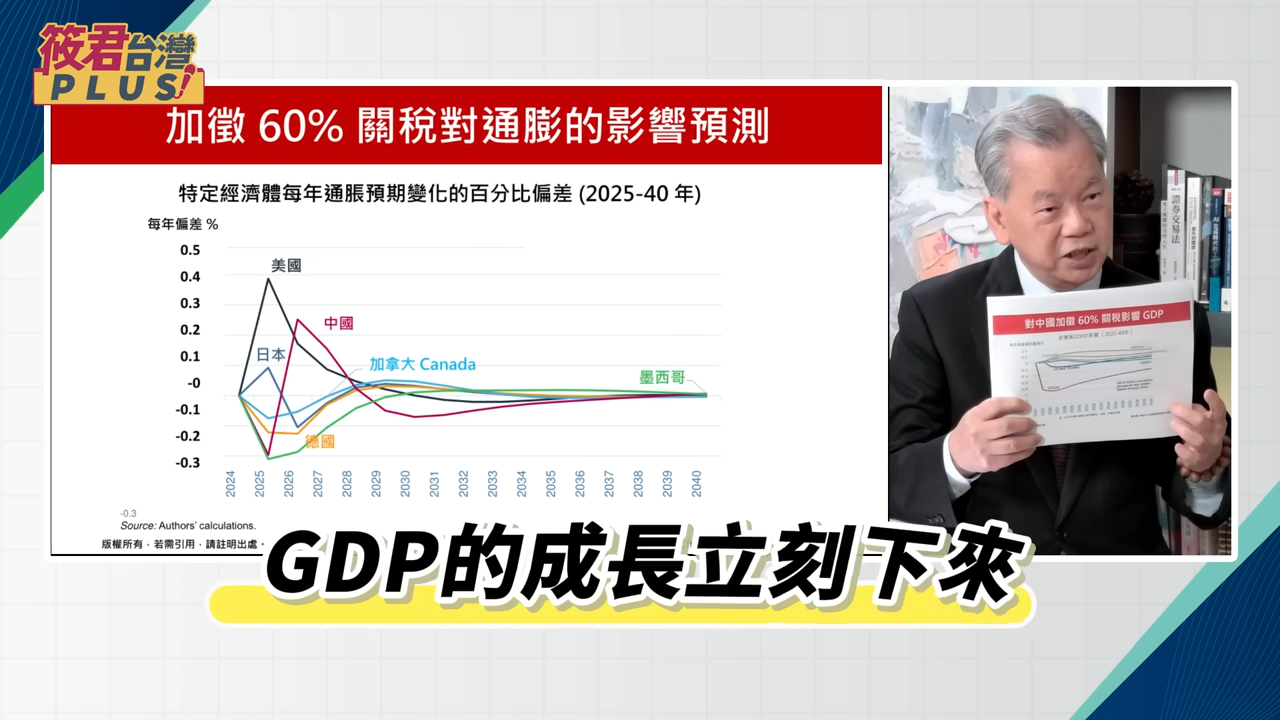 筱君台灣
PLUS!
加徵 60% 關稅對通膨的影響預測
特定經濟體每年通脹預期變化的百分比偏差 (2025-40 年)
每年偏差 %
0.5
0.4
0.3
0.2
0.1
-0
-0.1
-0.2
-0.3
美國
中國
日本
加拿大 Canada
墨西哥
德國
2024
2025
2026
2027
2028
2029
2030
2031
2032
2033
2034
2035
2036
2037
2038
2039
2040
-0.3
Source: Authors' calculations.
版權所有，若需引用，請註明出處。
對中國加徵 60% 關稅影響 GDP
證券交易法
GDP的成長立刻下來